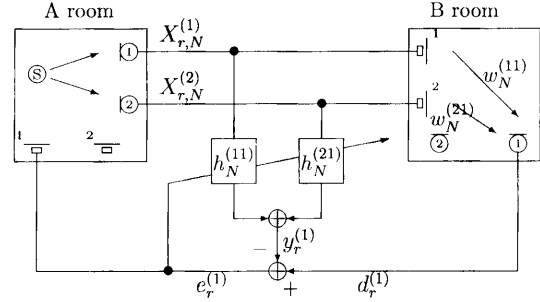 A room
B room
S
1
2
X_{r,N}^{(1)}
X_{r,N}^{(2)}
1
2
1
2
w_N^{(11)}
w_N^{(21)}
2
1
h_N^{(11)}
h_N^{(21)}
−
y_r^{(1)}
e_r^{(1)}
+
d_r^{(1)}